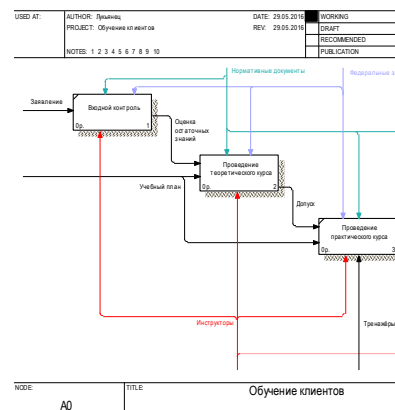 USED AT:
AUTHOR: Лукьянец
DATE: 29.05.2016
WORKING
PROJECT: Обучение клиентов
REV: 29.05.2016
DRAFT
RECOMMENDED
NOTES: 1 2 3 4 5 6 7 8 9 10
PUBLICATION
Нормативные документы
Федеральные з
Заявление
Входной контроль
0р. 1
Оценка
остаточных
знаний
Проведение
теоретического курса
0р. 2
Учебный план
Допуск
Проведение
практического курса
0р. 3
Инструкторы
Тренажёры
NODE:
TITLE:
Обучение клиентов
A0